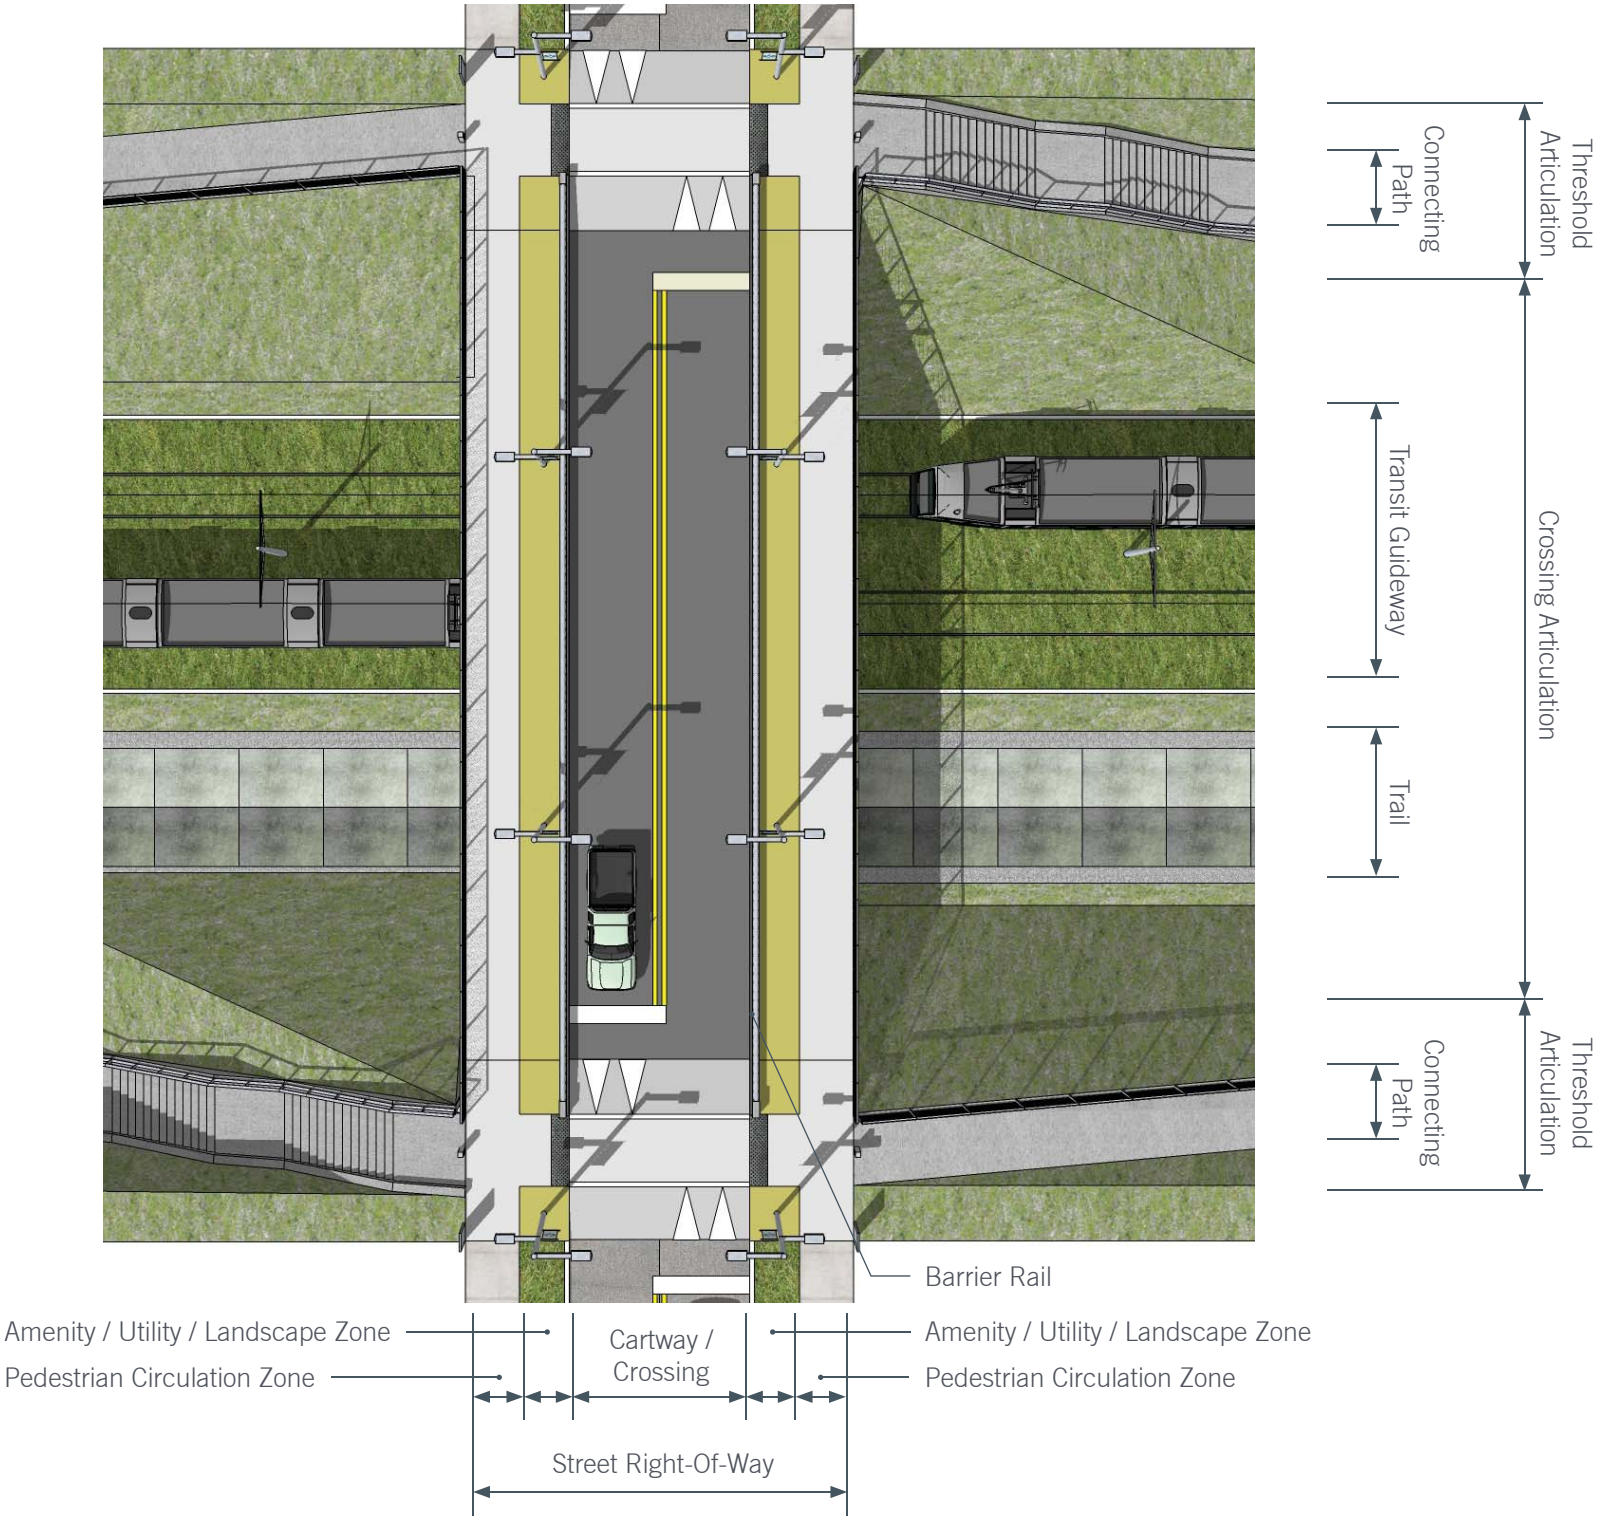 Threshold
Articulation
Connecting
Path
Transit Guideway
Crossing Articulation
Trail
Threshold
Articulation
Connecting
Path
Barrier Rail
Amenity / Utility / Landscape Zone
Cartway /
Crossing
Amenity / Utility / Landscape Zone
Pedestrian Circulation Zone
Pedestrian Circulation Zone
Street Right-Of-Way